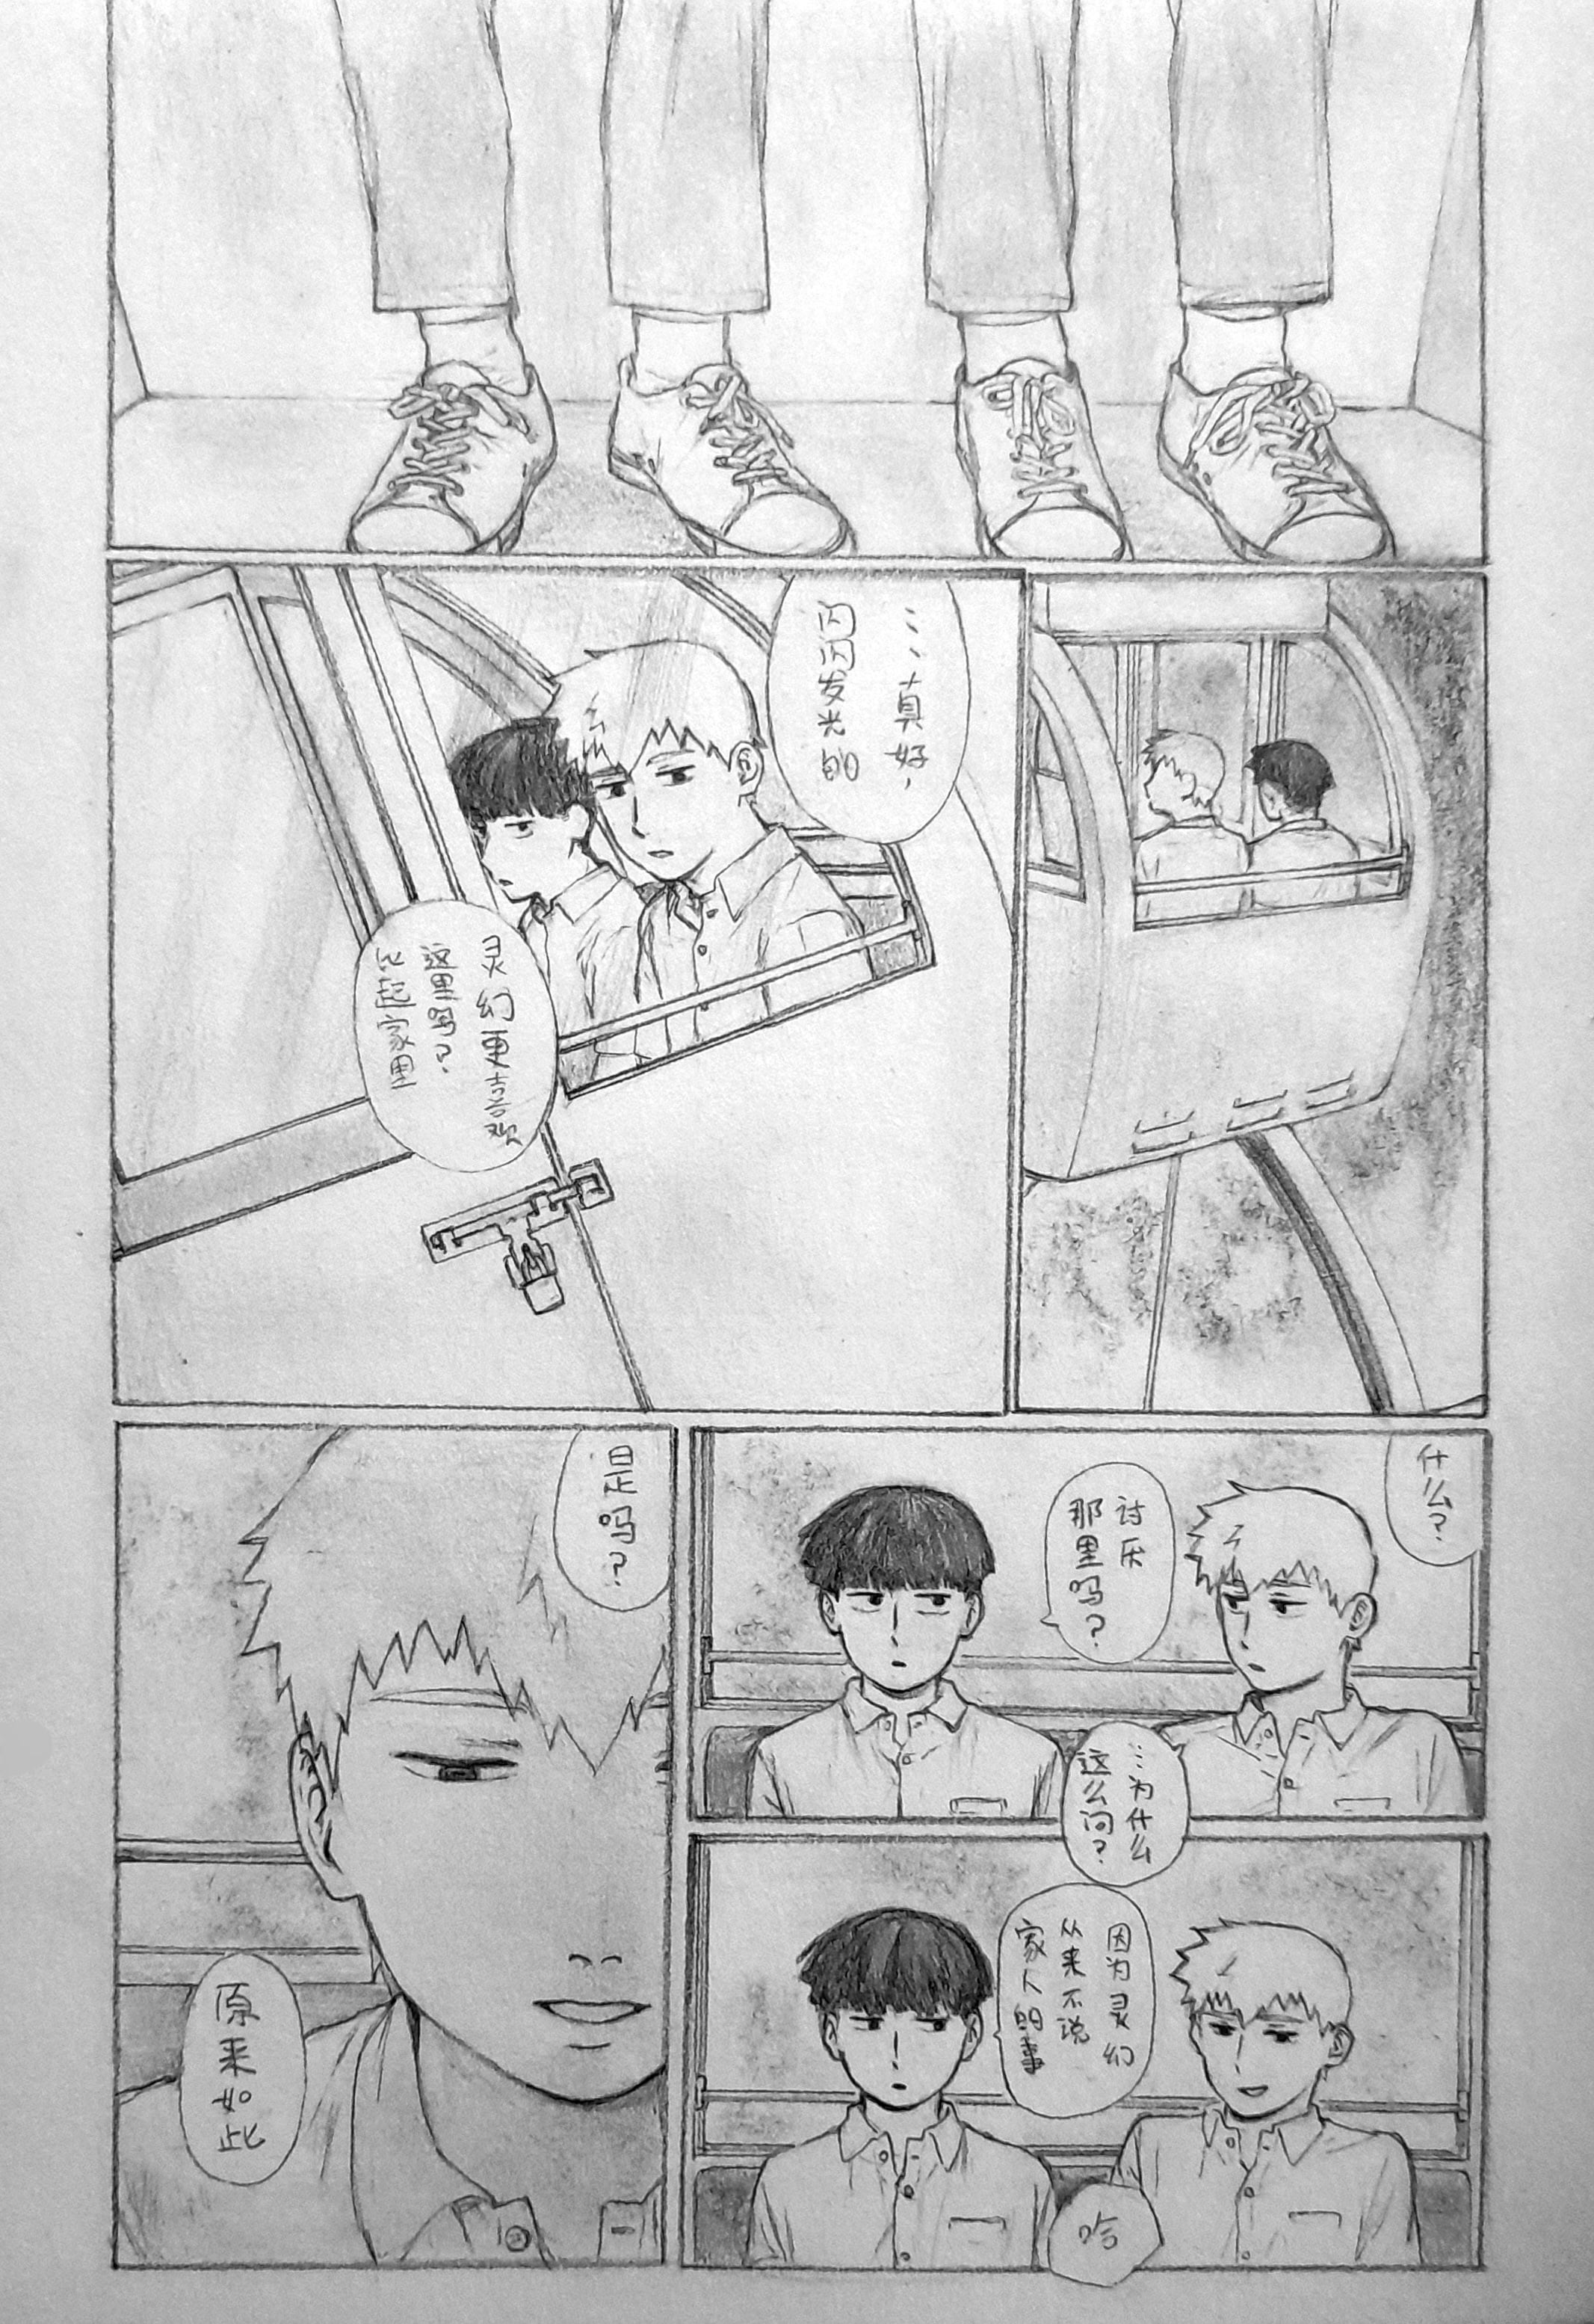 ……真好，
闪闪发光的
灵幻更喜欢
这里吗？
比起家里
什么？
讨厌
那里吗？
……为什么
这么问？
因为灵幻
从来不说
家人的事
哈
是吗？
原来如此